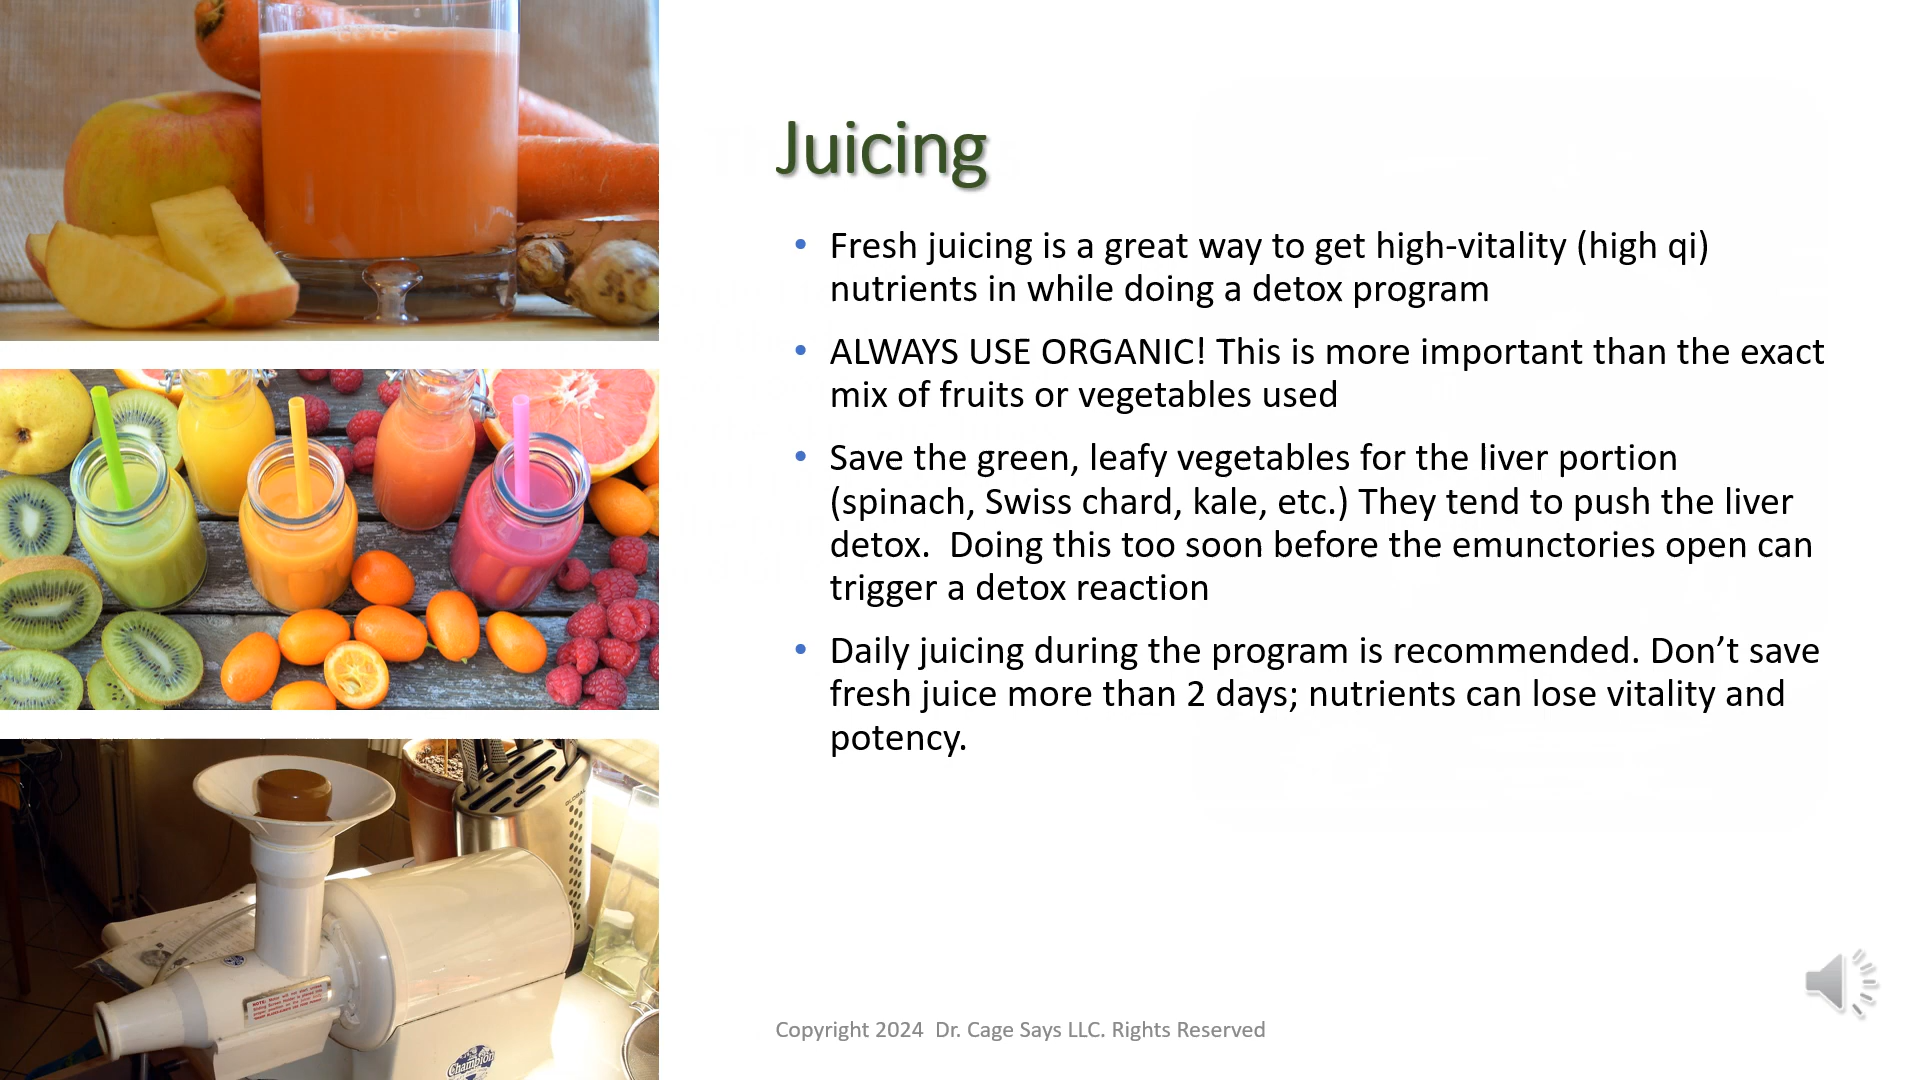 Juicing
• Fresh juicing is a great way to get high-vitality (high qi)
nutrients in while doing a detox program
• ALWAYS USE ORGANIC! This is more important than the exact
mix of fruits or vegetables used
• Save the green, leafy vegetables for the liver portion
(spinach, Swiss chard, kale, etc.) They tend to push the liver
detox.  Doing this too soon before the emunctories open can
trigger a detox reaction
• Daily juicing during the program is recommended. Don’t save
fresh juice more than 2 days; nutrients can lose vitality and
potency.
GLOBAL
Champion
Copyright 2024  Dr. Cage Says LLC. Rights Reserved